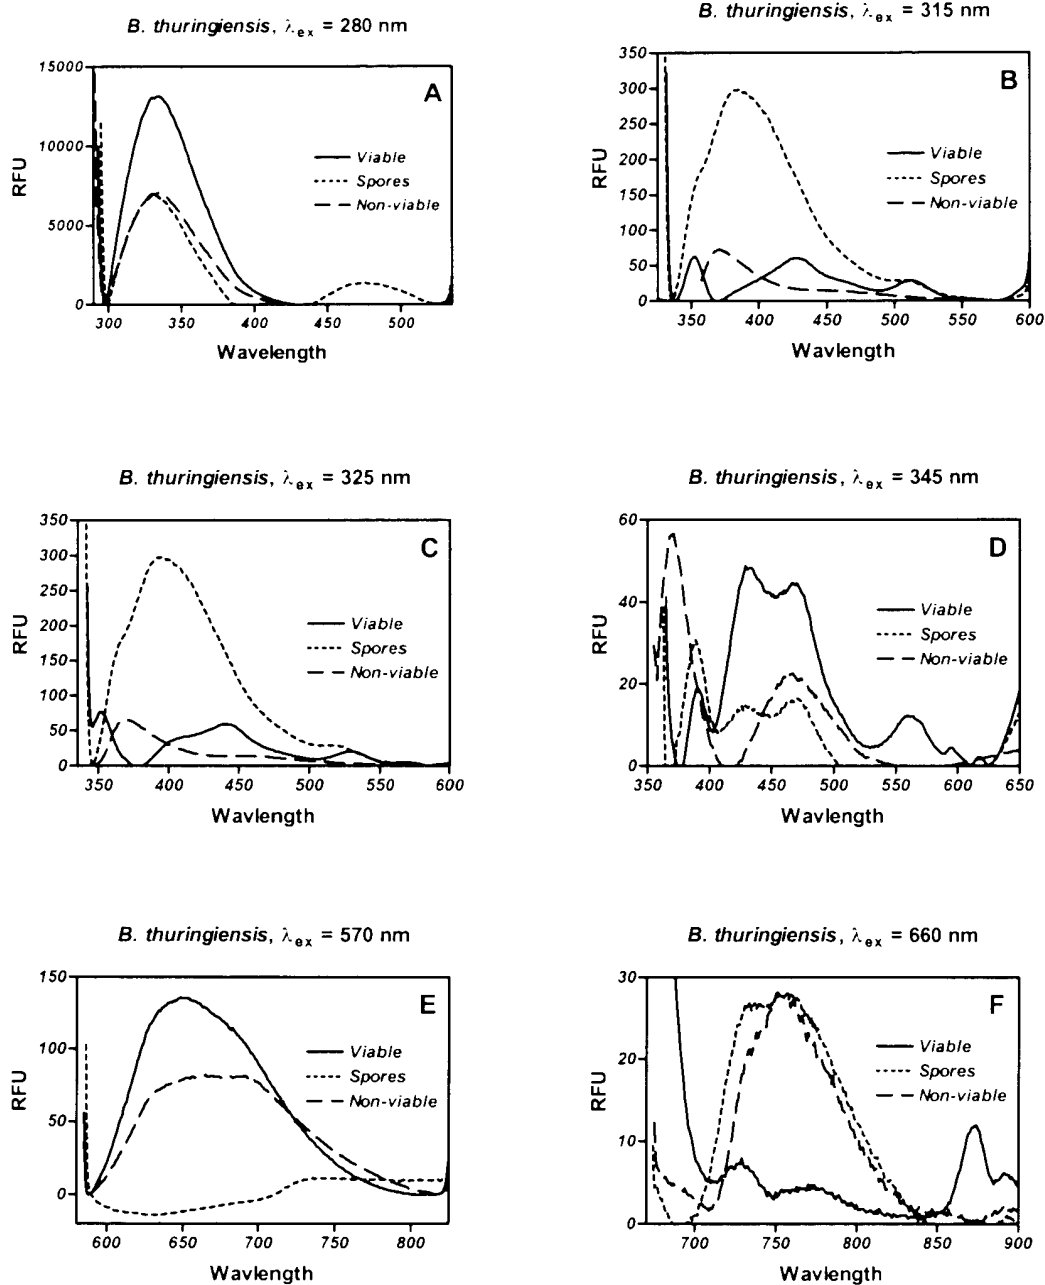 B. thuringiensis, λex = 280 nm
15000
10000
5000
0
RFU
A
Viable
Spores
Non-viable
300 350 400 450 500
Wavelength
B. thuringiensis, λex = 315 nm
350
300
250
200
150
100
50
0
RFU
B
Viable
Spores
Non-viable
350 400 450 500 550 600
Wavlength
B. thuringiensis, λex = 325 nm
350
300
250
200
150
100
50
0
RFU
C
Viable
Spores
Non-viable
350 400 450 500 550 600
Wavlength
B. thuringiensis, λex = 345 nm
60
40
20
0
RFU
D
Viable
Spores
Non-viable
350 400 450 500 550 600 650
Wavlength
B. thuringiensis, λex = 570 nm
150
100
50
0
RFU
E
Viable
Spores
Non-viable
600 650 700 750 800
Wavlength
B. thuringiensis, λex = 660 nm
30
20
10
0
RFU
F
Viable
Spores
Non-viable
700 750 800 850 900
Wavlength